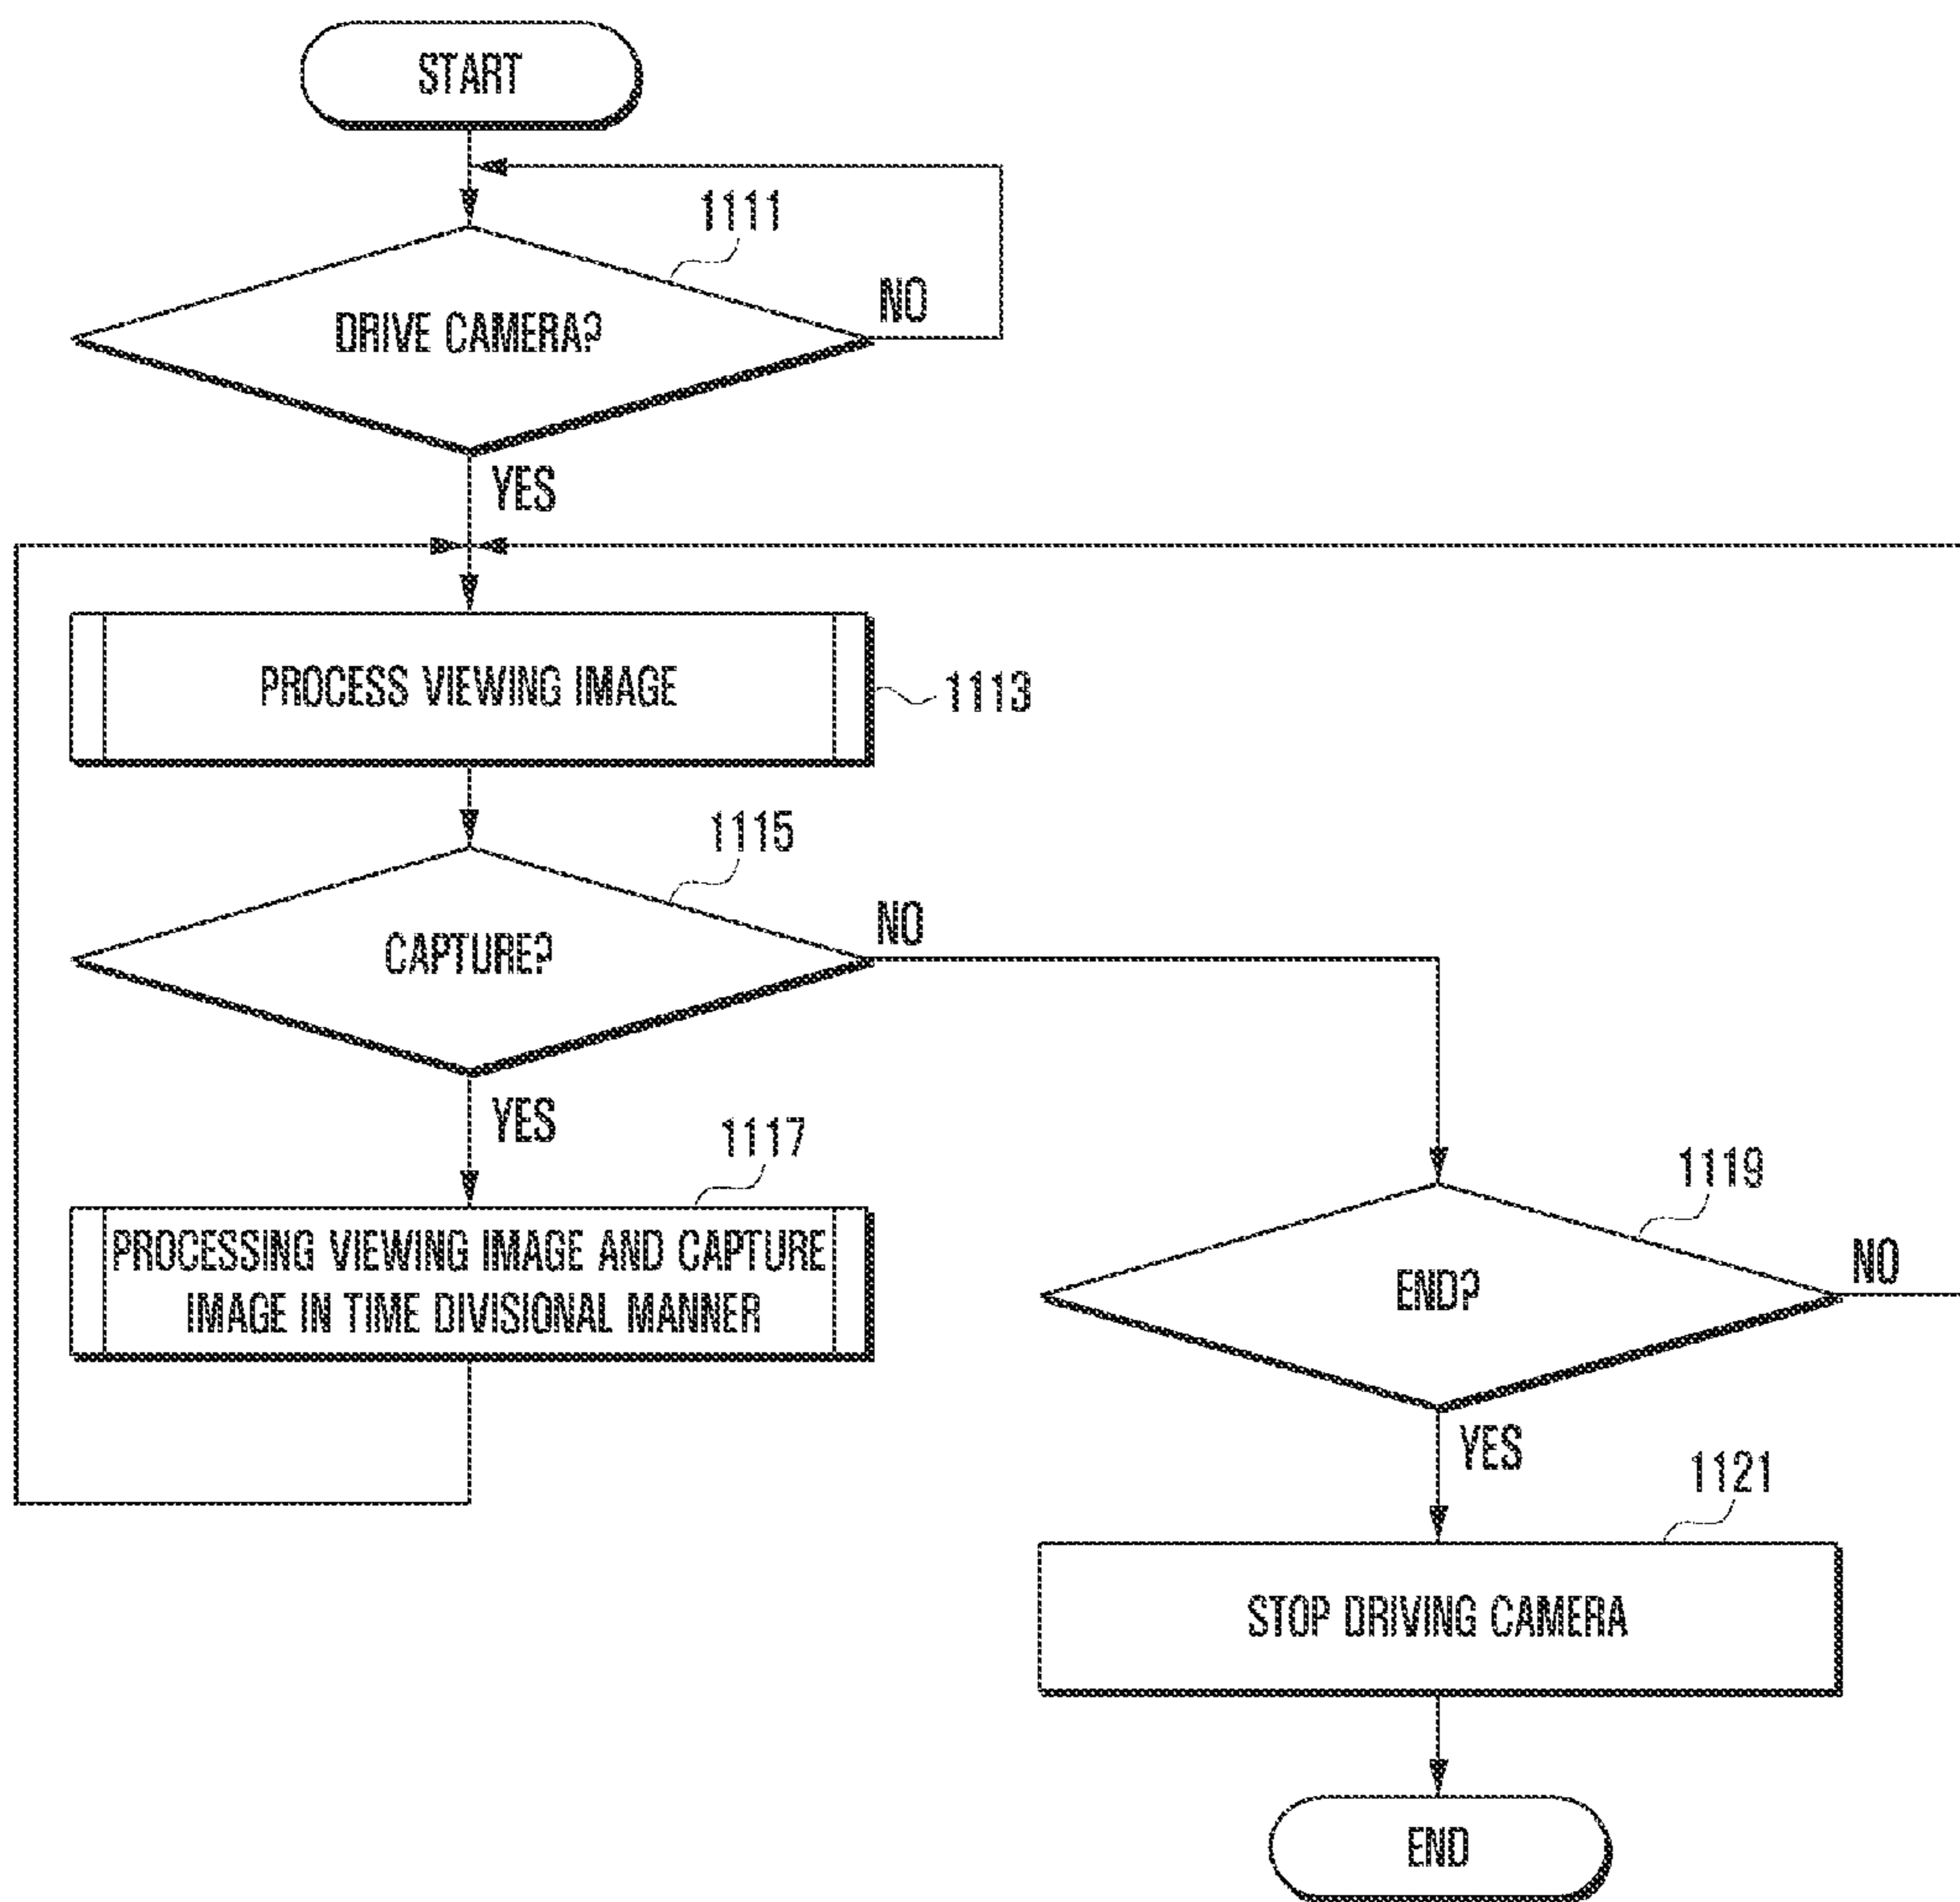 START
1111
DRIVE CAMERA?
NO
YES
PROCESS VIEWING IMAGE
1113
1115
CAPTURE?
NO
YES
1117
PROCESSING VIEWING IMAGE AND CAPTURE
IMAGE IN TIME DIVISIONAL MANNER
1119
END?
NO
YES
1121
STOP DRIVING CAMERA
END